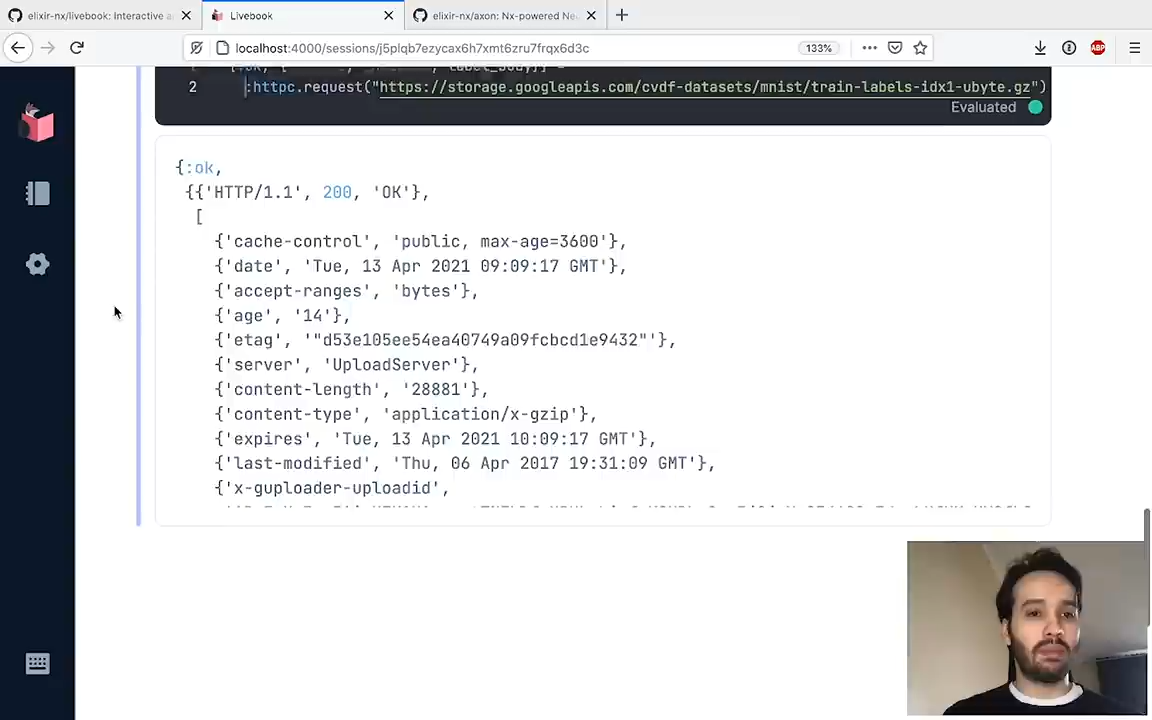 elixir-nx/livebook: Interactive a
Livebook
elixir-nx/axon: Nx-powered Ne
localhost:4000/sessions/j5plqb7ezycax6h7xmt6zru7frqx6d3c
133%
ABP
2 :httpc.request("https://storage.googleapis.com/cvdf-datasets/mnist/train-labels-idx1-ubyte.gz")
Evaluated
{:ok,
{{'HTTP/1.1', 200, 'OK'},
[
{'cache-control', 'public, max-age=3600'},
{'date', 'Tue, 13 Apr 2021 09:09:17 GMT'},
{'accept-ranges', 'bytes'},
{'age', '14'},
{'etag', '"d53e105ee54ea40749a09fcbcd1e9432"'},
{'server', 'UploadServer'},
{'content-length', '28881'},
{'content-type', 'application/x-gzip'},
{'expires', 'Tue, 13 Apr 2021 10:09:17 GMT'},
{'last-modified', 'Thu, 06 Apr 2017 19:31:09 GMT'},
{'x-guploader-uploadid',